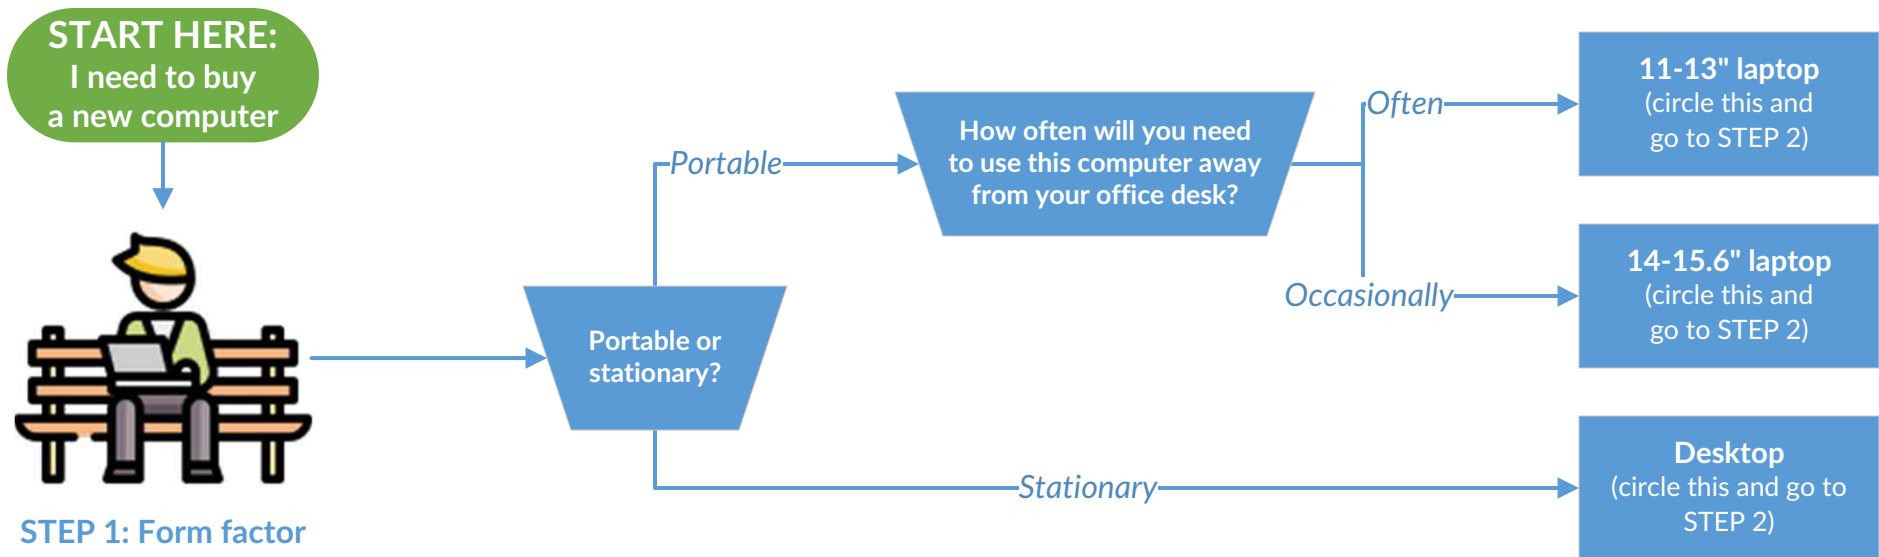 START HERE:
I need to buy
a new computer
STEP 1: Form factor
Portable or
stationary?
Portable
How often will you need
to use this computer away
from your office desk?
Often
11-13" laptop
(circle this and
go to STEP 2)
Occasionally
14-15.6" laptop
(circle this and
go to STEP 2)
Stationary
Desktop
(circle this and go to
STEP 2)